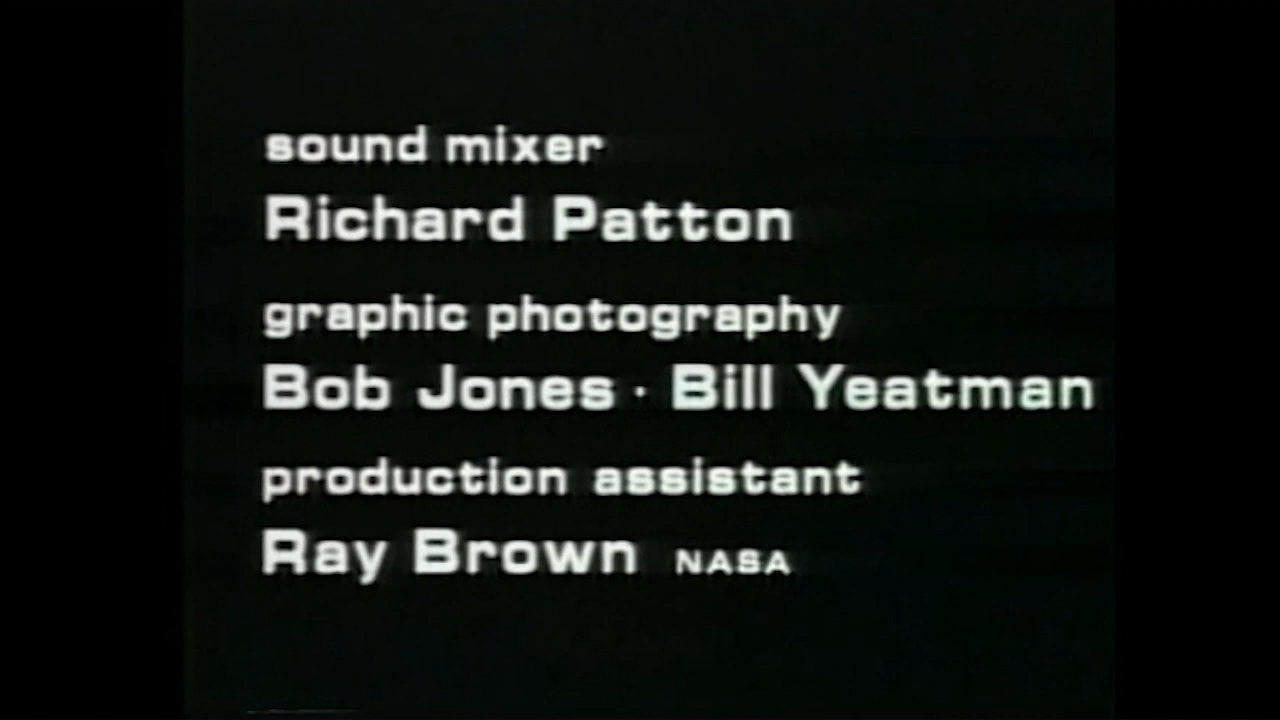 sound mixer
Richard Patton
graphic photography
Bob Jones · Bill Yeatman
production assistant
Ray Brown NASA